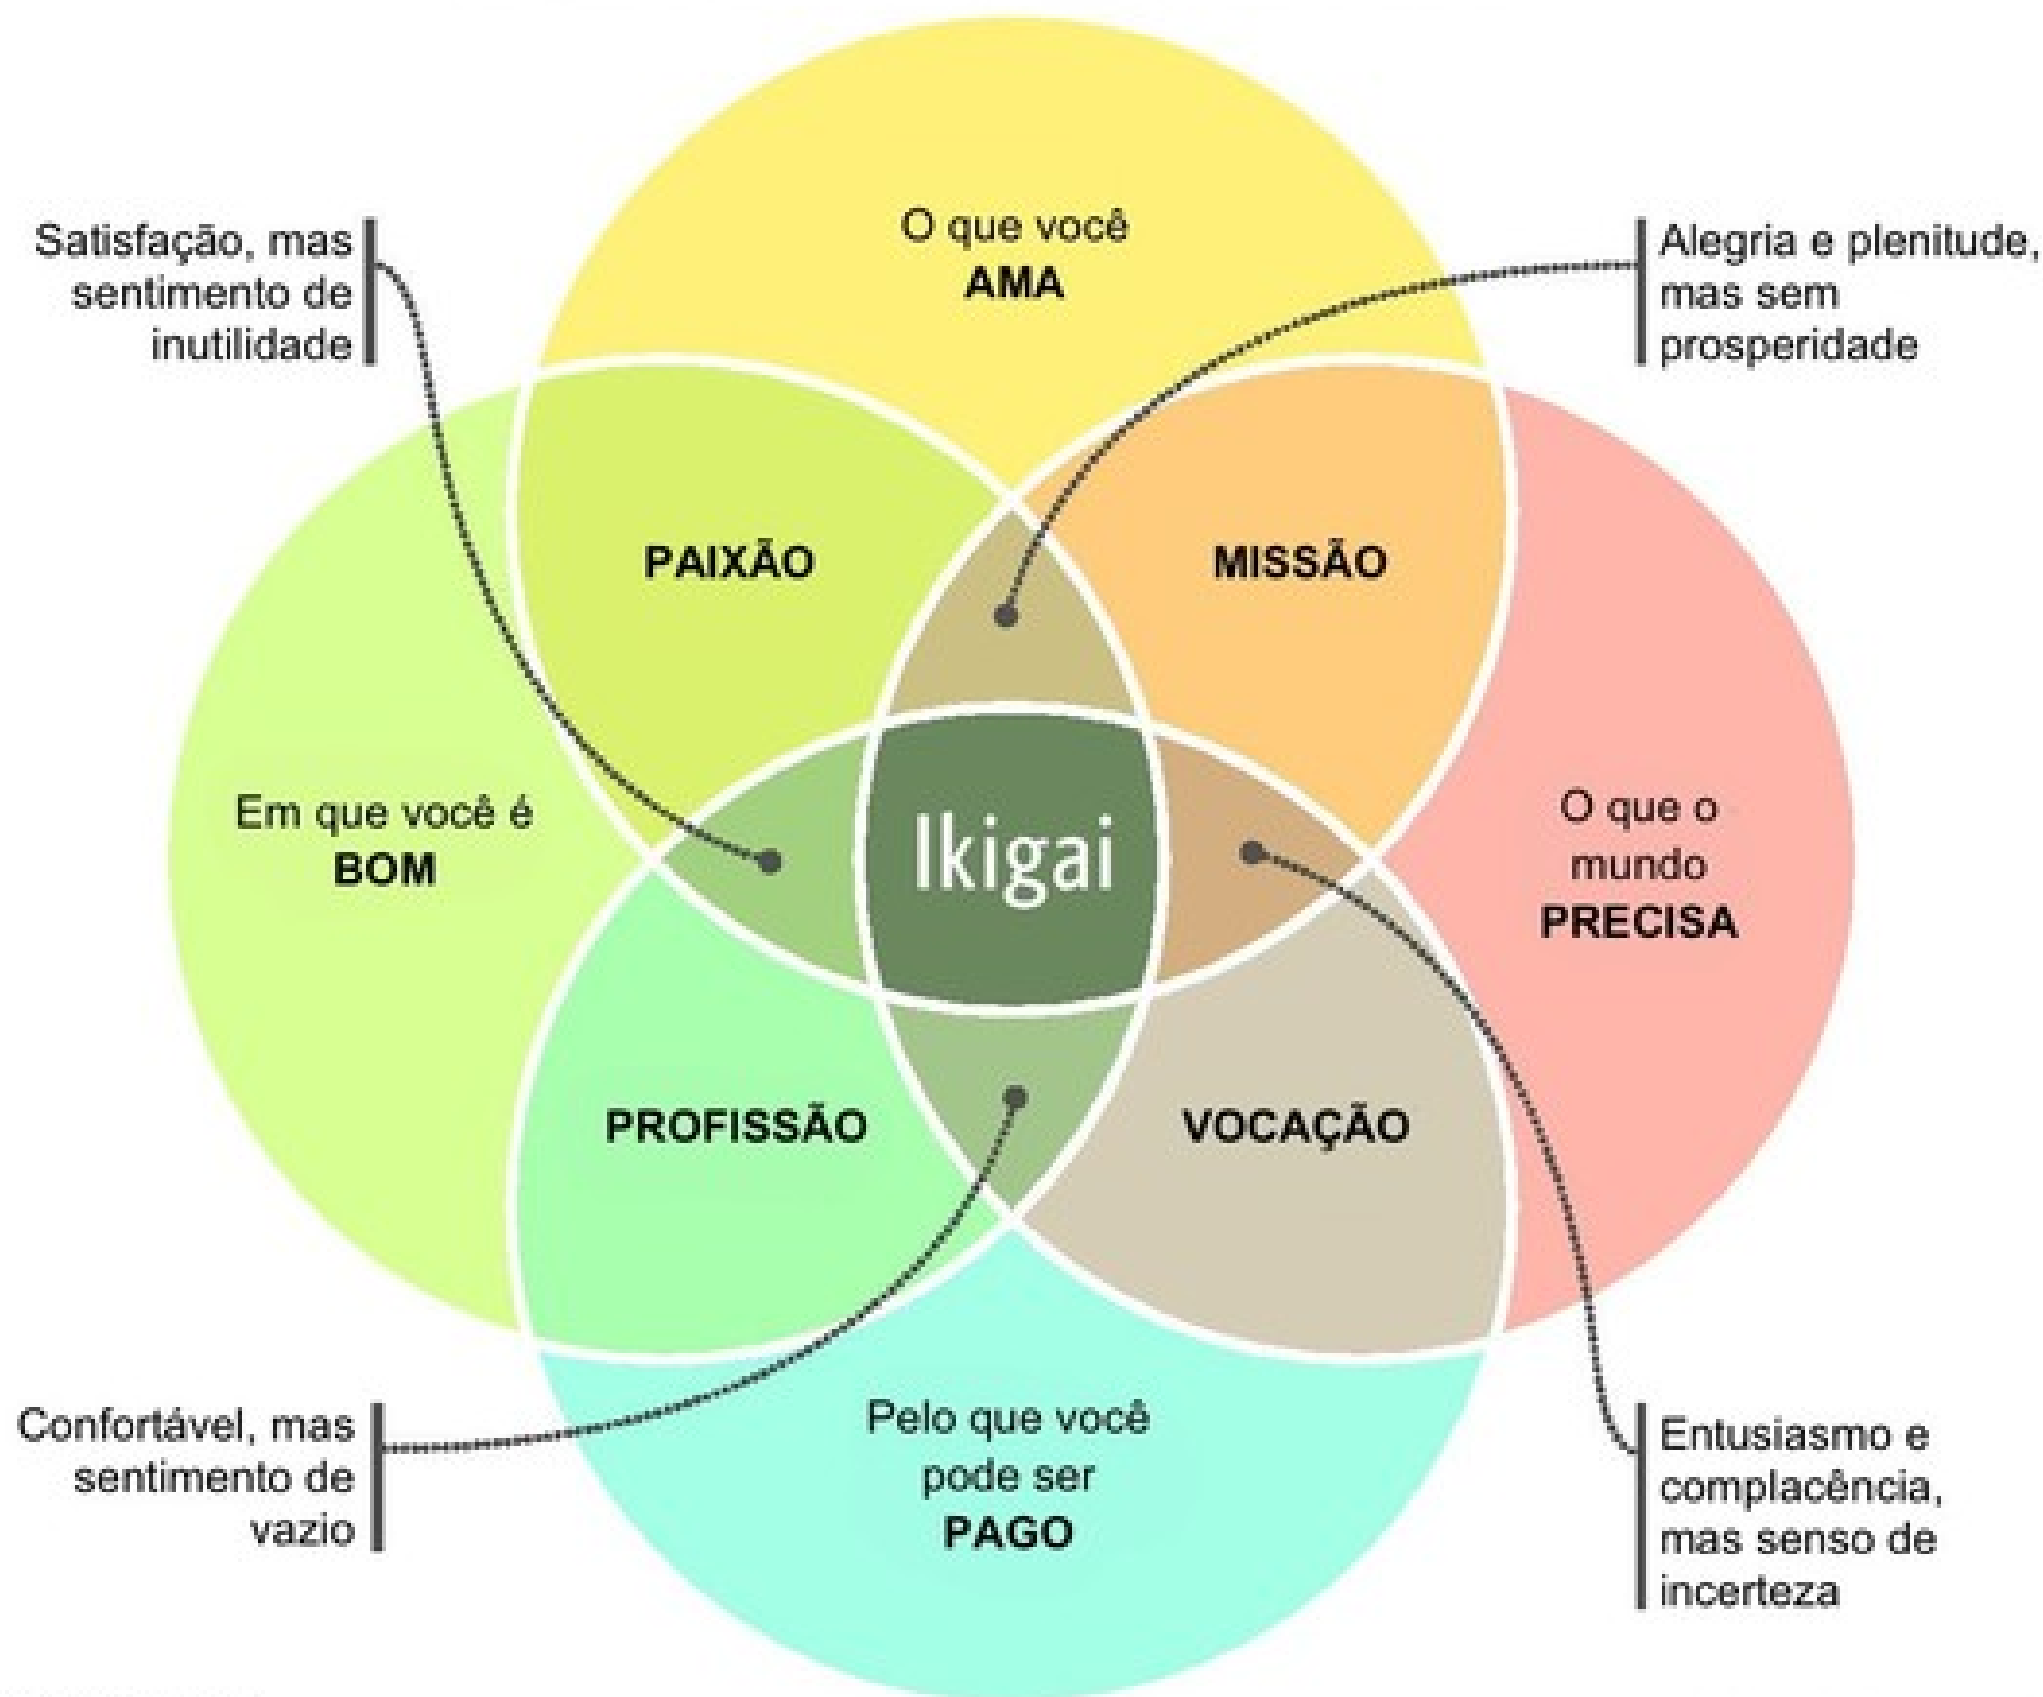 O que você
AMA
Satisfação, mas
sentimento de
inutilidade
Alegria e plenitude,
mas sem
prosperidade
PAIXÃO
MISSÃO
Em que você é
BOM
Ikigai
O que o
mundo
PRECISA
PROFISSÃO
VOCAÇÃO
Confortável, mas
sentimento de
vazio
Pelo que você
pode ser
PAGO
Entusiasmo e
complacência,
mas senso de
incerteza